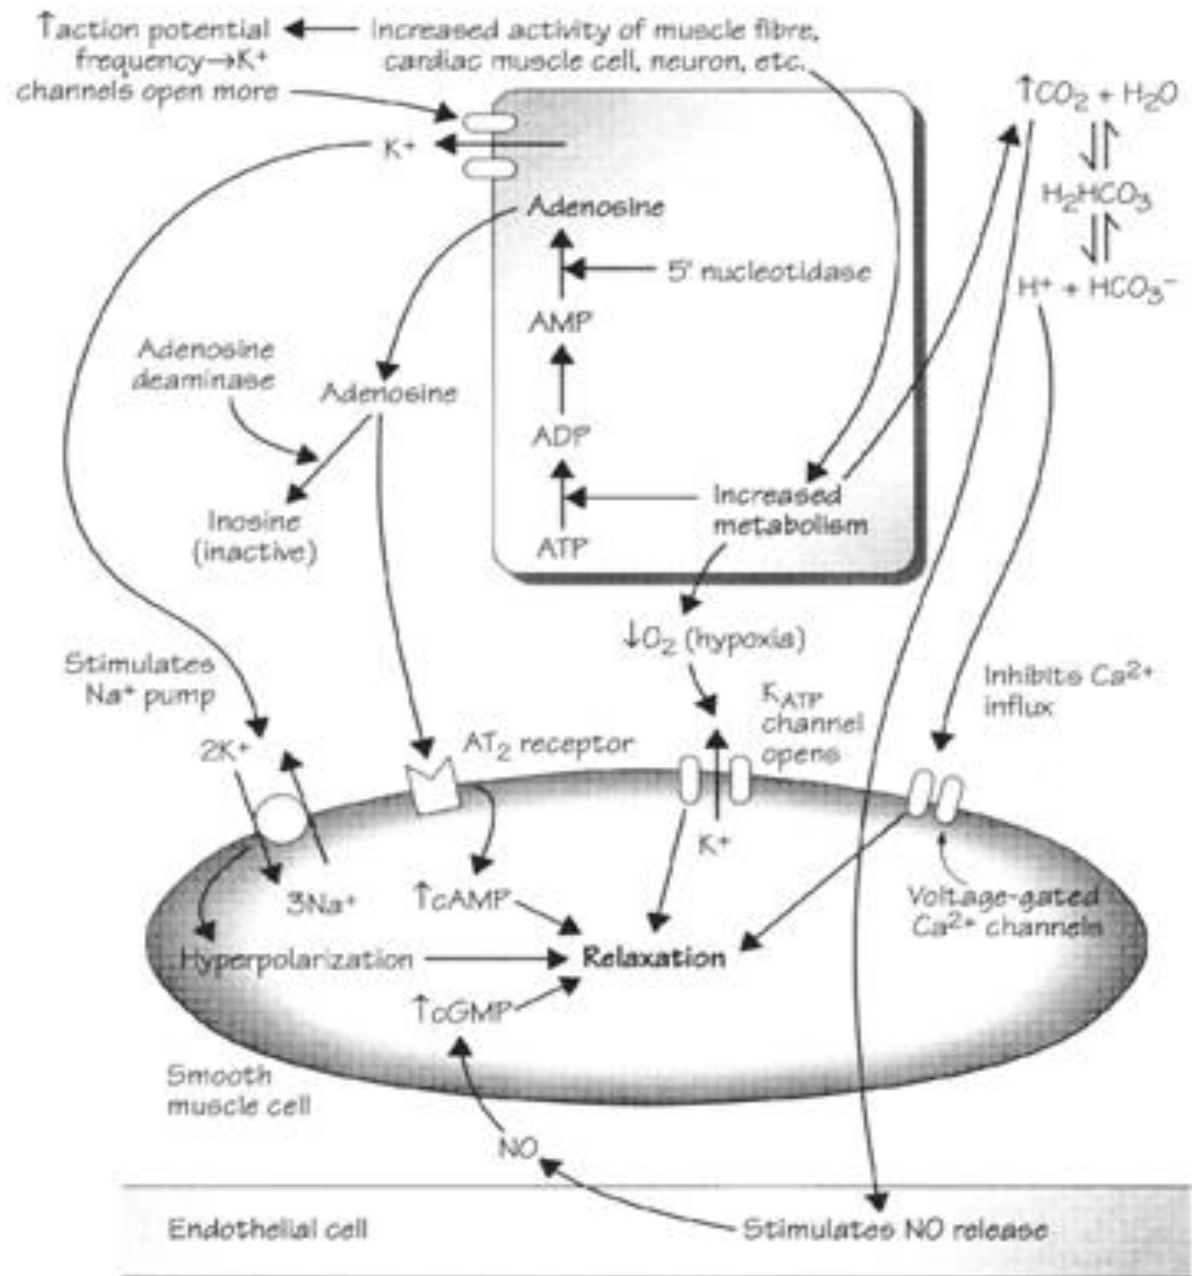 ↑action potential
frequency→K⁺
channels open more
Increased activity of muscle fibre,
cardiac muscle cell, neuron, etc.
↑CO₂ + H₂O
H₂HCO₃
H⁺ + HCO₃⁻
K⁺
Adenosine
5' nucleotidase
AMP
ADP
ATP
Increased
metabolism
Adenosine
deaminase
Adenosine
Inosine
(inactive)
↓O₂ (hypoxia)
Stimulates
Na⁺ pump
2K⁺
AT₂ receptor
K_ATP
channel
opens
Inhibits Ca²⁺
influx
K⁺
3Na⁺
↑cAMP
Voltage-gated
Ca²⁺ channels
Hyperpolarization
Relaxation
↑cGMP
Smooth
muscle cell
NO
Endothelial cell
Stimulates NO release